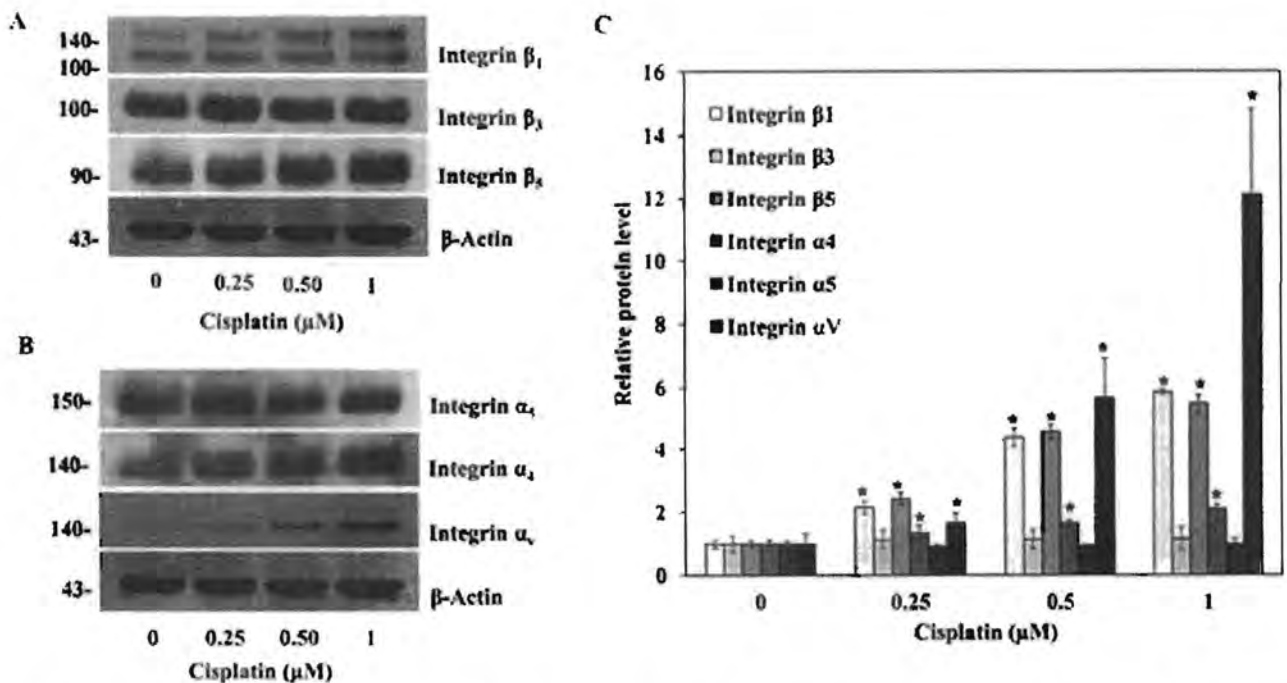 A
140-
100-
Integrin β₁
100-
Integrin β₃
90-
Integrin β₅
43-
β-Actin
0 0.25 0.50 1
Cisplatin (µM)
B
150-
Integrin α₅
140-
Integrin α₄
140-
Integrin αᵥ
43-
β-Actin
0 0.25 0.50 1
Cisplatin (µM)
C
Relative protein level
16
14
12
10
8
6
4
2
0
Integrin β1
Integrin β3
Integrin β5
Integrin α4
Integrin α5
Integrin αV
* * * *
* * * *
* * * *
0 0.25 0.5 1
Cisplatin (µM)